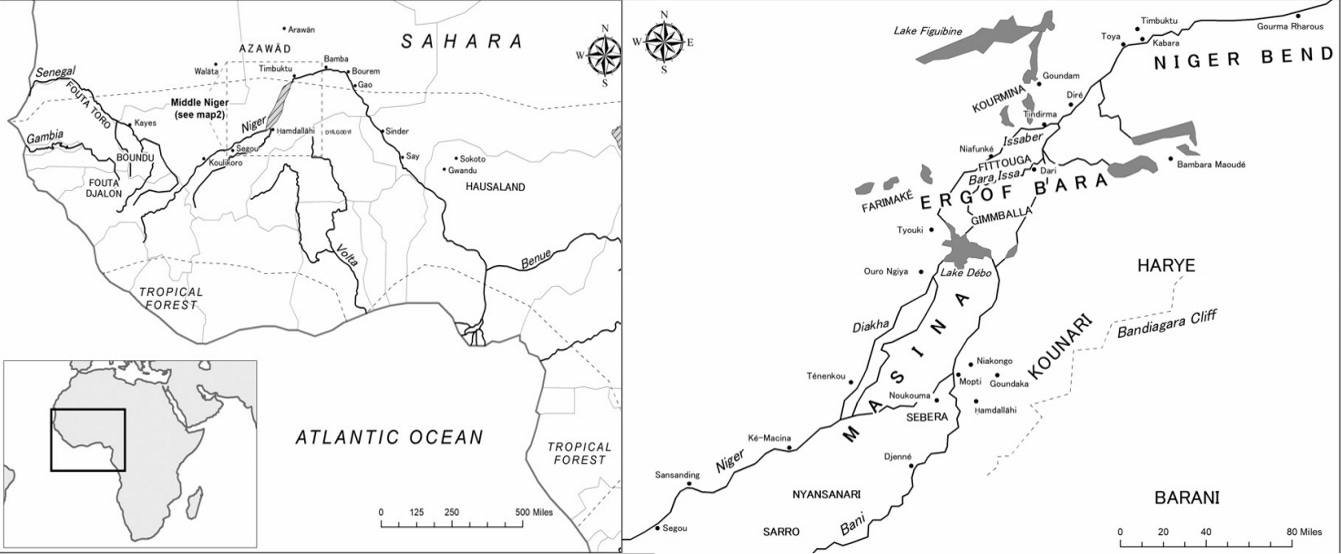 Arawān
SAHARA
AZAWĀD
N
W
E
S
Walāta
Timbuktu
Bamba
Bourem
Gao
Senegal
FOUTA TORO
Middle Niger
(see map2)
Kayes
Niger
Hamdallāhi
Sinder
Gambia
BOUNDU
Segou
Koulikoro
Say
Sokoto
Gwandu
HAUSALAND
FOUTA
DJALON
Volta
Benue
TROPICAL
FOREST
ATLANTIC OCEAN
TROPICAL
FOREST
0 125 250 500 Miles
N
W
E
S
Lake Figuibine
Timbuktu
Toya
Kabara
Gourma Rharous
NIGER BEND
Goundam
KOURMINA
Diré
Tindirma
Issaber
Niafunké
FITTOUGA
Bara Issa
Dari
Bambara Maoudé
FARIMAKÉ
ERG OF BARA
GIMMBALLA
Tyouki
Ouro Ngiya
Lake Débo
HARYE
Diakha
MASINA
KOUNARI
Bandiagara Cliff
Niakongo
Ténenkou
Mopti
Goundaka
Noukouma
Hamdallāhi
SEBERA
Ké-Macina
Niger
Djenné
Sansanding
NYANSANARI
BARANI
Segou
SARRO
Bani
0 20 40 80 Miles